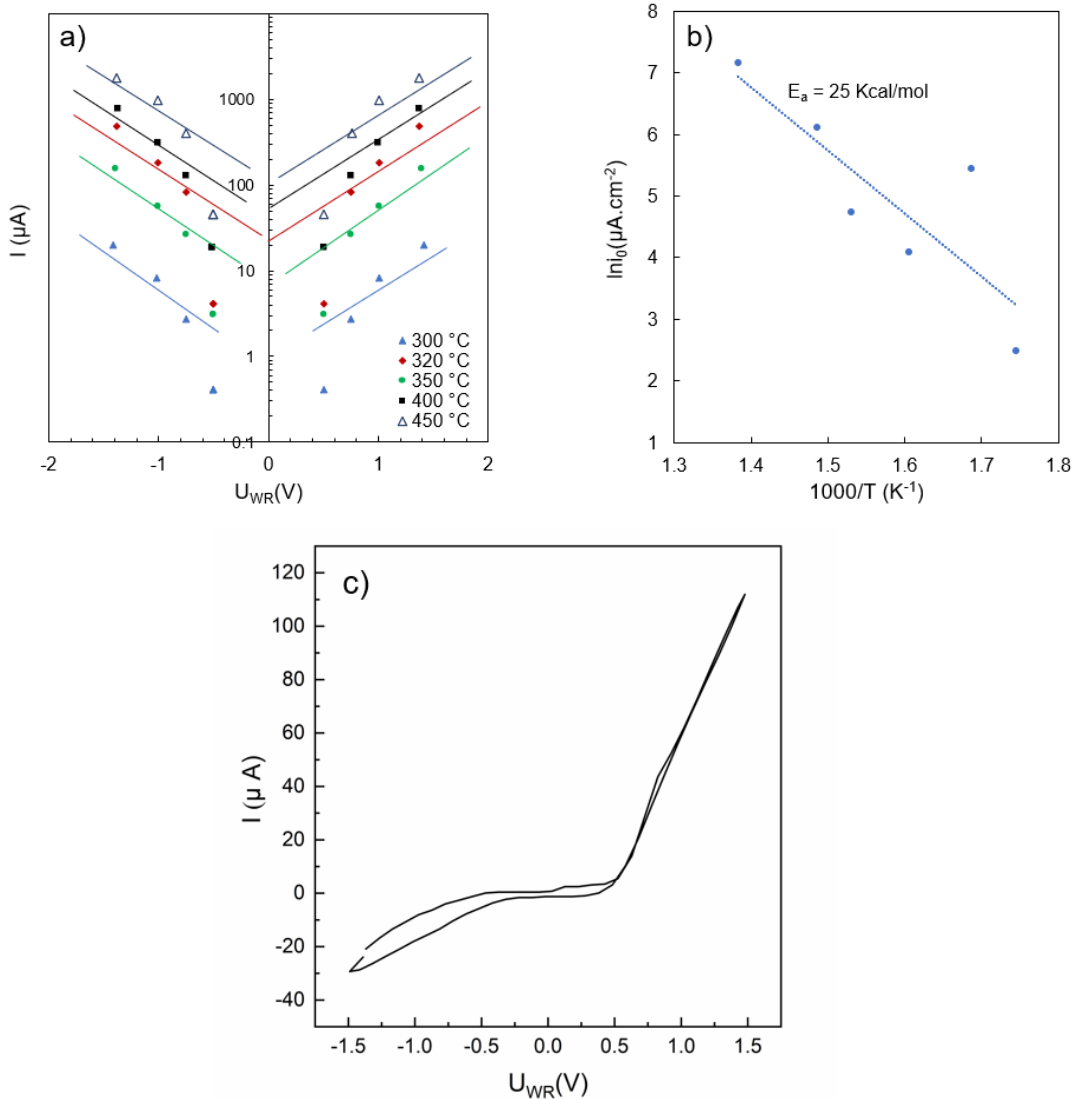 a)
I (µA)
1000
100
10
1
0.1
-2
-1
0
1
2
U_WR(V)
300 °C
320 °C
350 °C
400 °C
450 °C
b)
Eₐ = 25 Kcal/mol
lni₀(µA.cm⁻²)
8
7
6
5
4
3
2
1
1.3
1.4
1.5
1.6
1.7
1.8
1000/T (K⁻¹)
c)
I (µ A)
120
100
80
60
40
20
0
-20
-40
-1.5
-1.0
-0.5
0.0
0.5
1.0
1.5
U_WR(V)